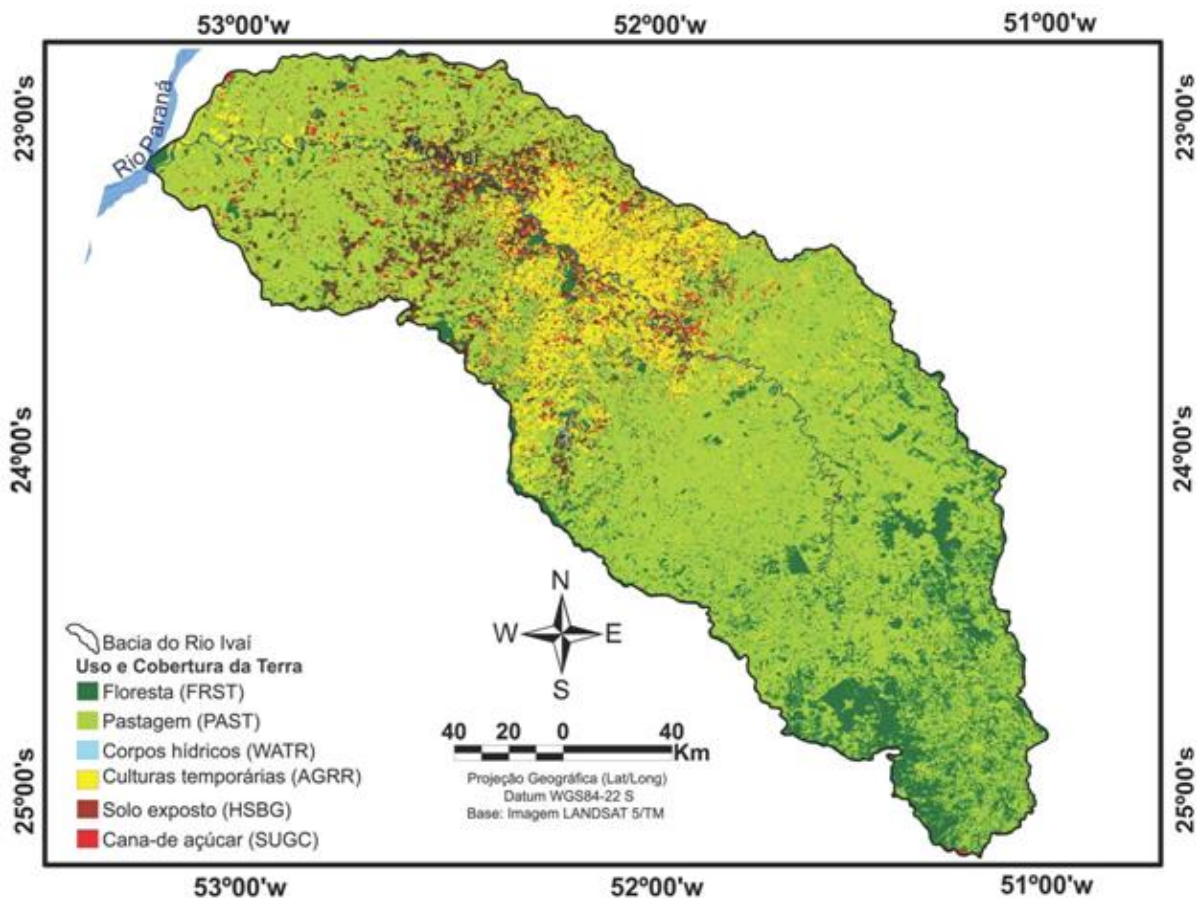 53º00'w 52º00'w 51º00'w
23º00's
23º00's
Rio Paraná
24º00's
24º00's
N
W E
S
Bacia do Rio Ivaí
Uso e Cobertura da Terra
Floresta (FRST)
Pastagem (PAST)
Corpos hídricos (WATR)
Culturas temporárias (AGRR)
Solo exposto (HSBG)
Cana-de açúcar (SUGC)
40 20 0 40
Km
Projeção Geográfica (Lat/Long)
Datum WGS84-22 S
Base: Imagem LANDSAT 5/TM
25º00's
25º00's
53º00'w 52º00'w 51º00'w